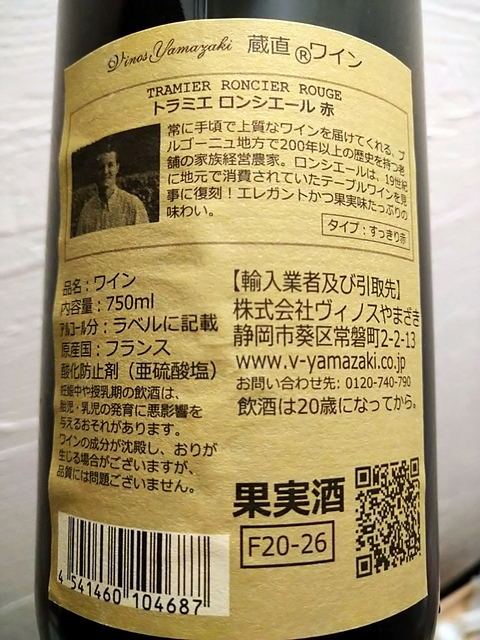 Vinos Yamazaki 蔵直®ワイン
TRAMIER RONCIER ROUGE
トラミエ ロンシエール 赤
常に手頃で上質なワインを届けてくれる、ブ
ルゴーニュ地方で200年以上の歴史を持つ老
舗の家族経営農家。ロンシエールは、19世紀
に地元で消費されていたテーブルワインを見
事に復刻！エレガントかつ果実味たっぷりの
味わい。
タイプ：すっきり赤
品名：ワイン
内容量：750ml
アルコール分：ラベルに記載
原産国：フランス
酸化防止剤（亜硫酸塩）
妊娠中や授乳期の飲酒は、
胎児・乳児の発育に悪影響を
与えるおそれがあります。
ワインの成分が沈殿し、おりが
生じる場合がございますが、
品質には問題ございません。
【輸入業者及び引取先】
株式会社ヴィノスやまざき
静岡市葵区常磐町2-2-13
www.v-yamazaki.co.jp
お問い合わせ先：0120-740-790
飲酒は20歳になってから。
果実酒
F20-26
4 541460 104687